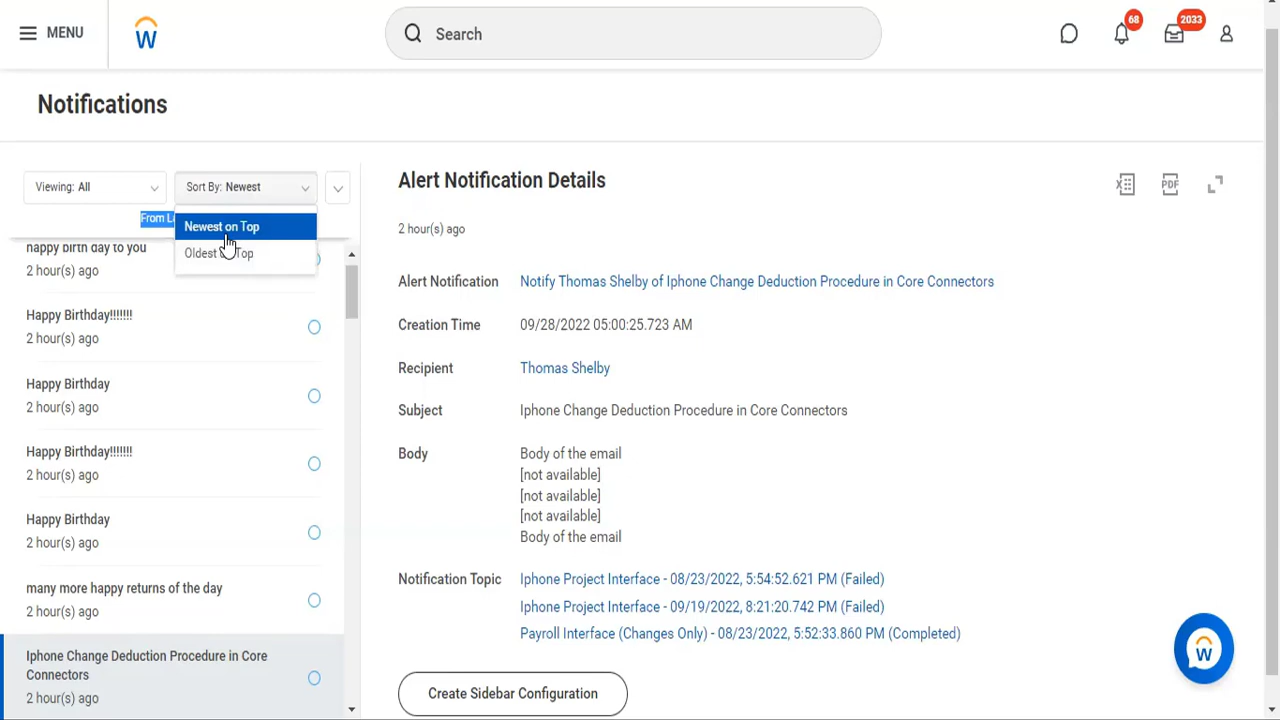 MENU
Search
68
2033
Notifications
Viewing: All
Sort By: Newest
From
Newest on Top
Oldest Top
happy birth day to you
2 hour(s) ago
Happy Birthday!!!!!!!
2 hour(s) ago
Happy Birthday
2 hour(s) ago
Happy Birthday!!!!!!!
2 hour(s) ago
Happy Birthday
2 hour(s) ago
many more happy returns of the day
2 hour(s) ago
Iphone Change Deduction Procedure in Core
Connectors
2 hour(s) ago
Alert Notification Details
PDF
2 hour(s) ago
Alert Notification Notify Thomas Shelby of Iphone Change Deduction Procedure in Core Connectors
Creation Time 09/28/2022 05:00:25.723 AM
Recipient Thomas Shelby
Subject Iphone Change Deduction Procedure in Core Connectors
Body Body of the email
[not available]
[not available]
[not available]
Body of the email
Notification Topic Iphone Project Interface - 08/23/2022, 5:54:52.621 PM (Failed)
Iphone Project Interface - 09/19/2022, 8:21:20.742 PM (Failed)
Payroll Interface (Changes Only) - 08/23/2022, 5:52:33.860 PM (Completed)
Create Sidebar Configuration